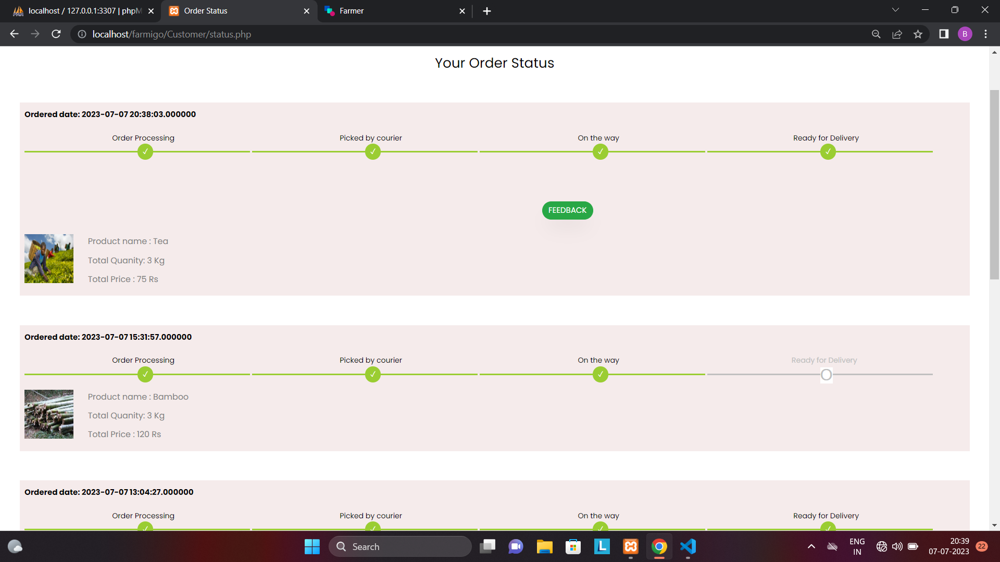 localhost / 127.0.0.1:3307 | phpM
Order Status
Farmer
localhost/farmigo/Customer/status.php
B
Your Order Status
Ordered date: 2023-07-07 20:38:03.000000
Order Processing Picked by courier On the way Ready for Delivery
FEEDBACK
Product name : Tea
Total Quanity: 3 Kg
Total Price : 75 Rs
Ordered date: 2023-07-07 15:31:57.000000
Order Processing Picked by courier On the way Ready for Delivery
Product name : Bamboo
Total Quanity: 3 Kg
Total Price : 120 Rs
Ordered date: 2023-07-07 13:04:27.000000
Order Processing Picked by courier On the way Ready for Delivery
Search
L
ENG
IN
20:39
07-07-2023
22